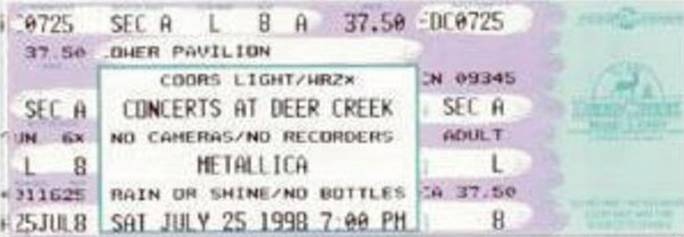 C0725 SEC A L 8 A 37.50 EDC0725
37.50 LOWER PAVILION
COORS LIGHT/WRZX CN 09345
SEC A CONCERTS AT DEER CREEK SEC A
6X NO CAMERAS/NO RECORDERS ADULT
L 8 METALLICA L
311625 RAIN OR SHINE/NO BOTTLES CA 37.50
25JUL8 SAT JULY 25 1998 7:00 PM 8